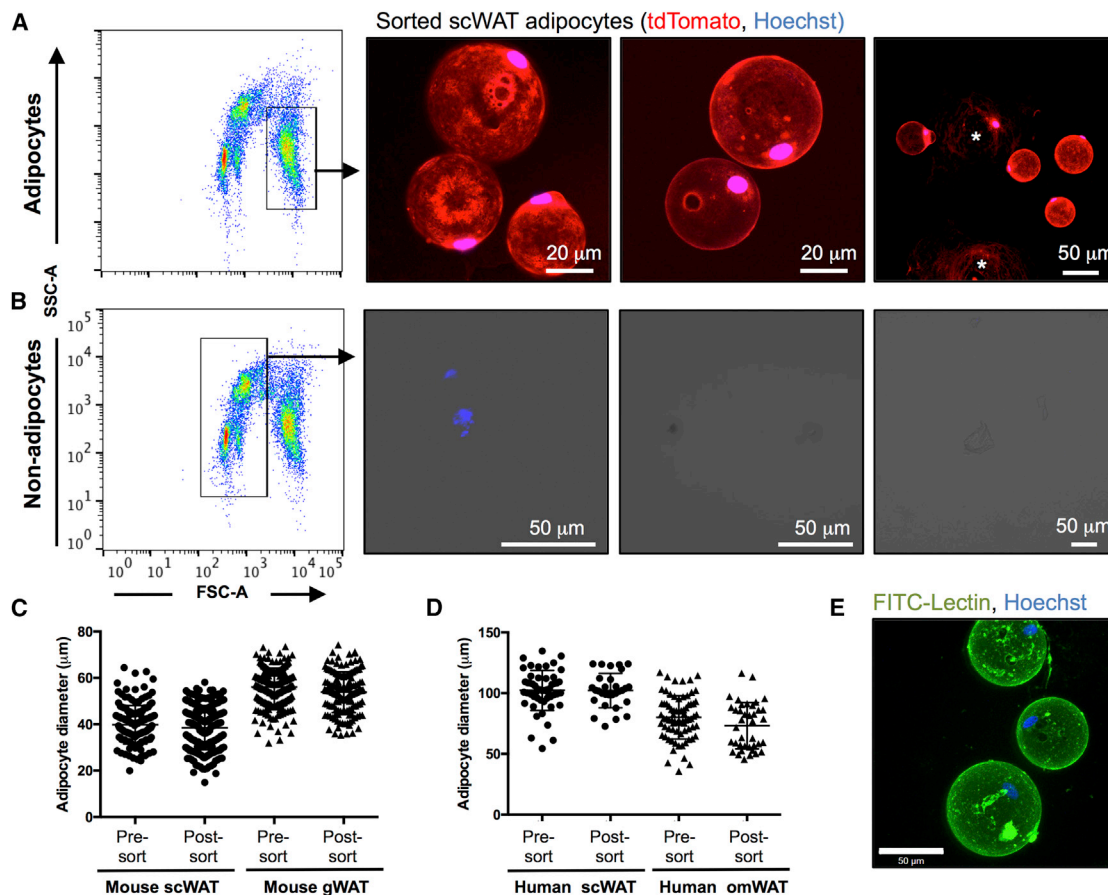 A
Sorted scWAT adipocytes (tdTomato, Hoechst)
Adipocytes
SSC-A
20 μm
20 μm
*
*
50 μm
B
Non-adipocytes
10^5
10^4
10^3
10^2
10^1
10^0
10^0 10^1 10^2 10^3 10^4 10^5
FSC-A
50 μm
50 μm
50 μm
C
Adipocyte diameter (μm)
80
60
40
20
0
Pre-sort
Post-sort
Pre-sort
Post-sort
Mouse scWAT
Mouse gWAT
D
Adipocyte diameter (μm)
150
100
50
0
Pre-sort
Post-sort
Pre-sort
Post-sort
Human scWAT
Human omWAT
E
FITC-Lectin, Hoechst
50 μm